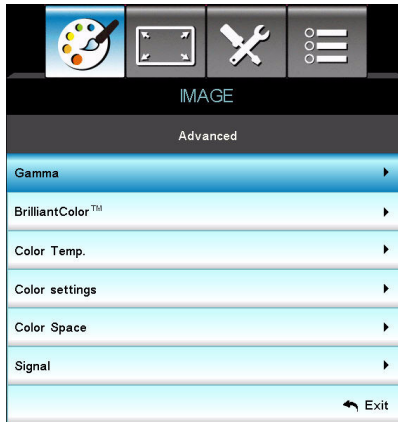 IMAGE
Advanced
Gamma
BrilliantColor™
Color Temp.
Color settings
Color Space
Signal
Exit